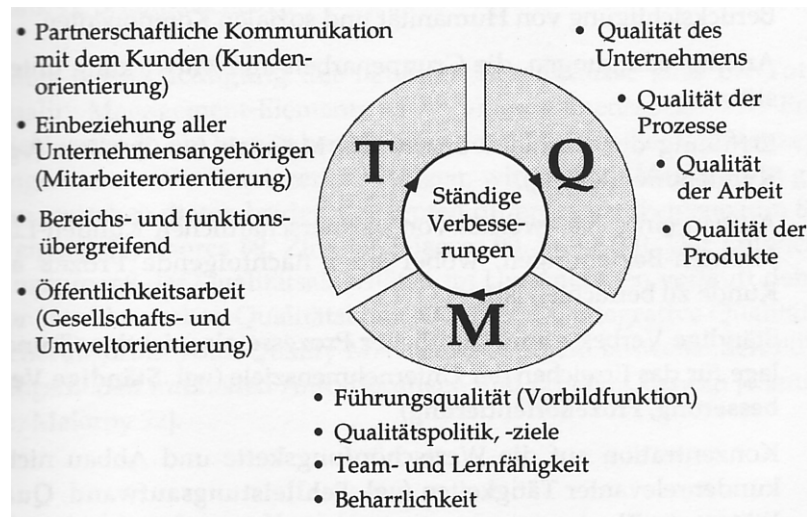 • Partnerschaftliche Kommunikation
mit dem Kunden (Kunden-
orientierung)
• Einbeziehung aller
Unternehmensangehörigen
(Mitarbeiterorientierung)
• Bereichs- und funktions-
übergreifend
• Öffentlichkeitsarbeit
(Gesellschafts- und
Umweltorientierung)
T
Q
M
Ständige
Verbesse-
rungen
• Qualität des
Unternehmens
• Qualität der
Prozesse
• Qualität
der Arbeit
• Qualität der
Produkte
• Führungsqualität (Vorbildfunktion)
• Qualitätspolitik, -ziele
• Team- und Lernfähigkeit
• Beharrlichkeit